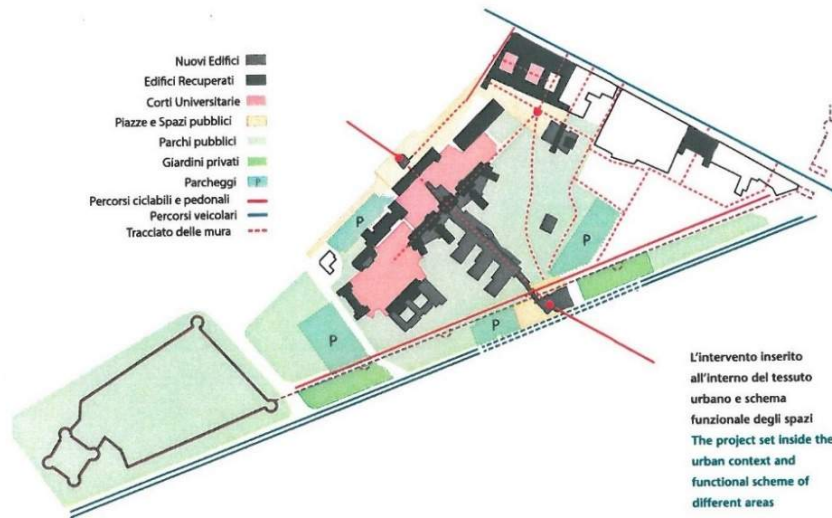 Nuovi Edifici
Edifici Recuperati
Corti Universitarie
Piazze e Spazi pubblici
Parchi pubblici
Giardini privati
Parcheggi
P
Percorsi ciclabili e pedonali
Percorsi veicolari
Tracciato delle mura
P
P
P
P
L'intervento inserito
all'interno del tessuto
urbano e schema
funzionale degli spazi
The project set inside the
urban context and
functional scheme of
different areas